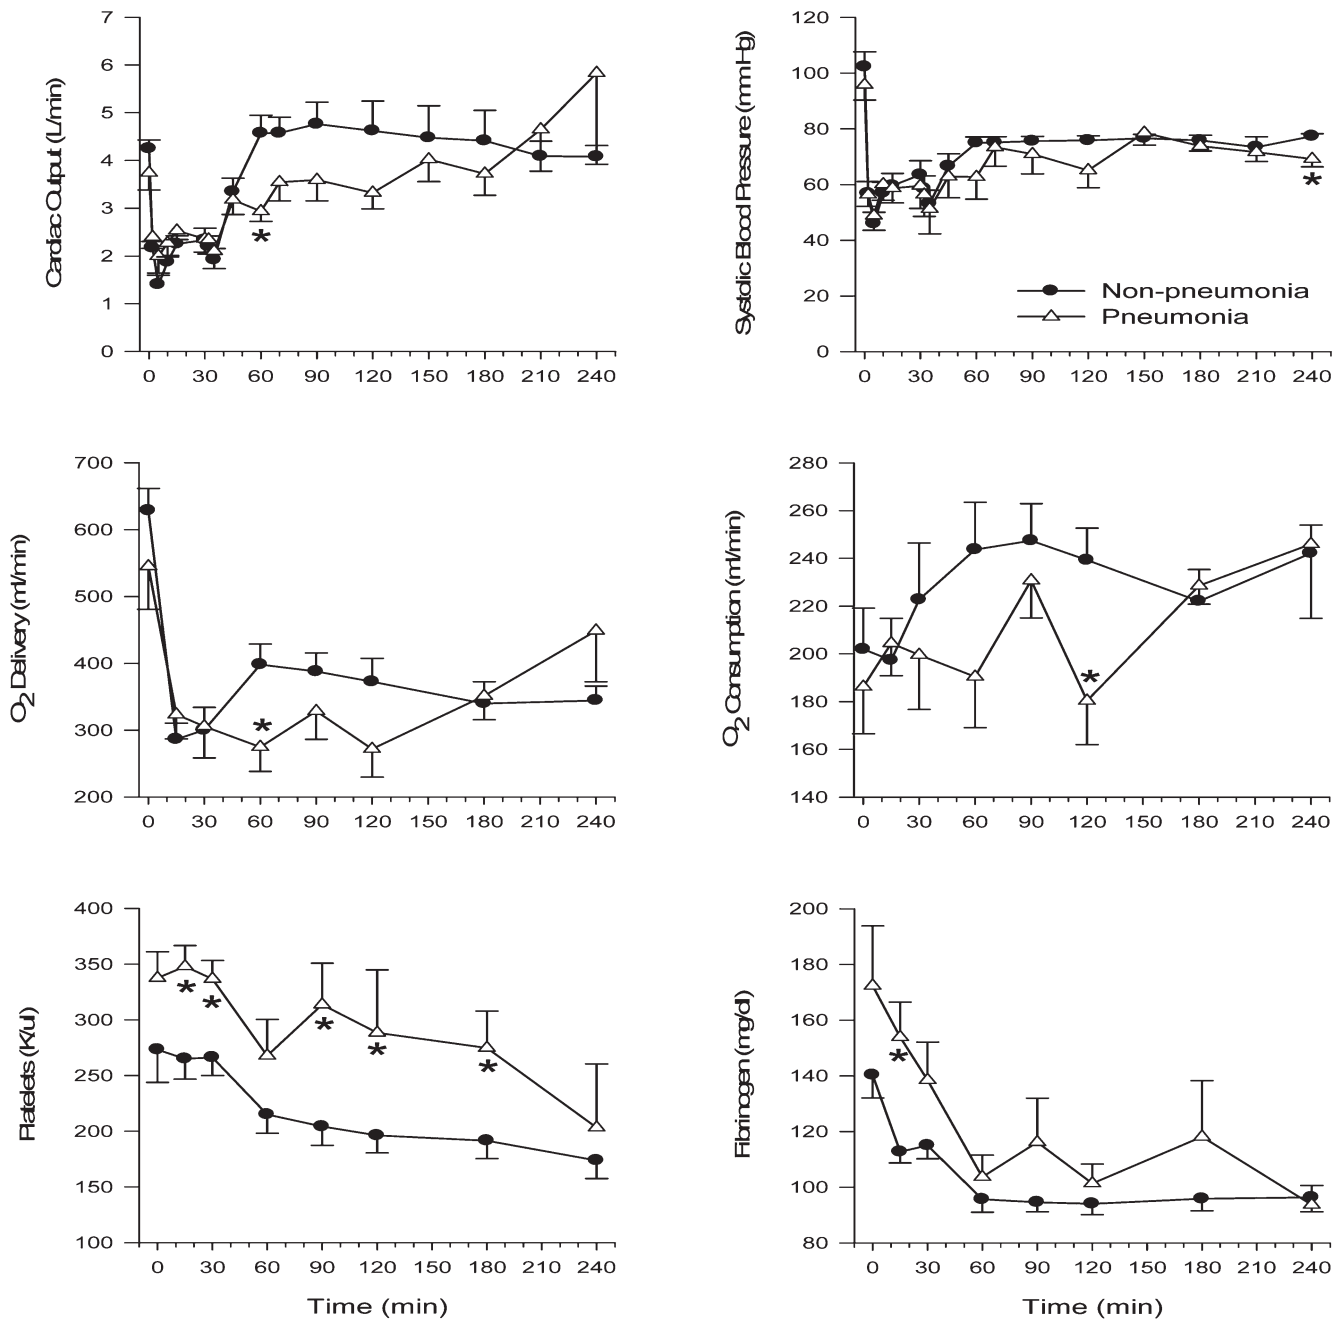 7
6
5
4
3
2
1
0
Cardiac Output (L/min)
*
0 30 60 90 120 150 180 210 240
120
100
80
60
40
20
0
Systolic Blood Pressure (mmHg)
*
Non-pneumonia
Pneumonia
0 30 60 90 120 150 180 210 240
700
600
500
400
300
200
O2 Delivery (ml/min)
*
0 30 60 90 120 150 180 210 240
280
260
240
220
200
180
160
140
O2 Consumption (ml/min)
*
0 30 60 90 120 150 180 210 240
400
350
300
250
200
150
100
Platelets (K/ul)
* * * * *
0 30 60 90 120 150 180 210 240
Time (min)
200
180
160
140
120
100
80
Fibrinogen (mg/dl)
*
0 30 60 90 120 150 180 210 240
Time (min)